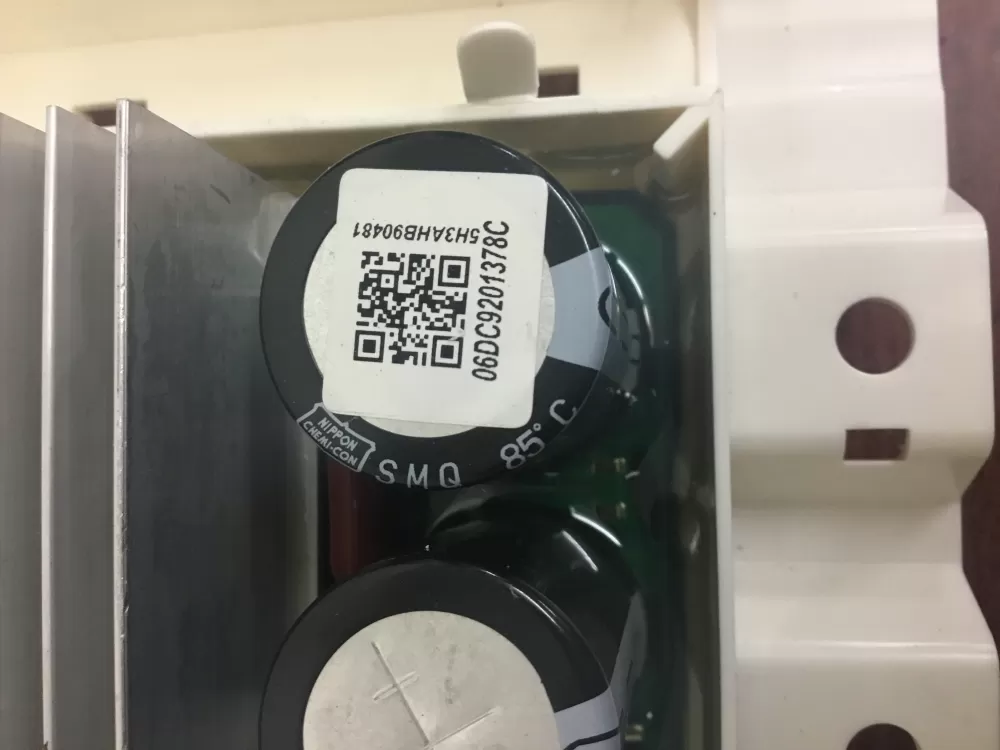 5H3AHB90481
06DC9201378C
NIPPON
CHEMI-CON
SMQ 85°C